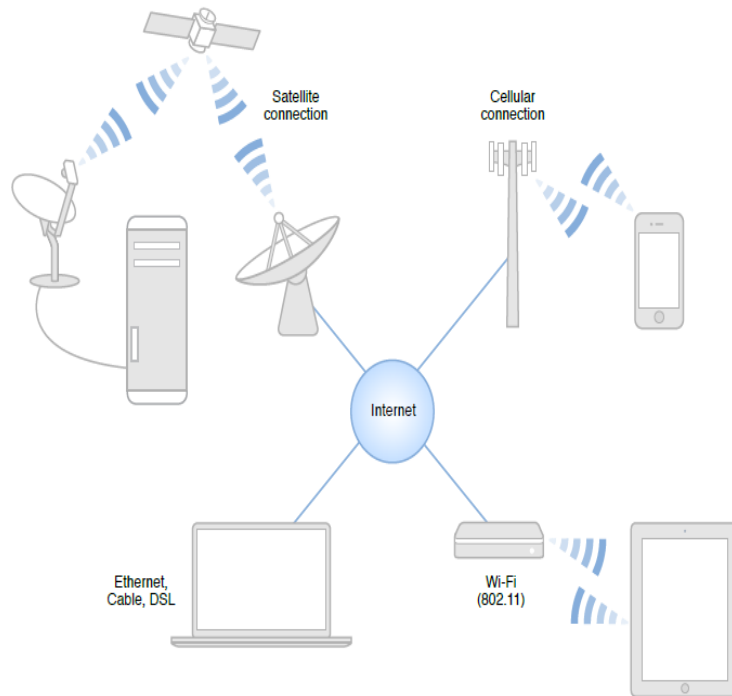 Satellite
connection
Cellular
connection
Internet
Ethernet,
Cable, DSL
Wi-Fi
(802.11)